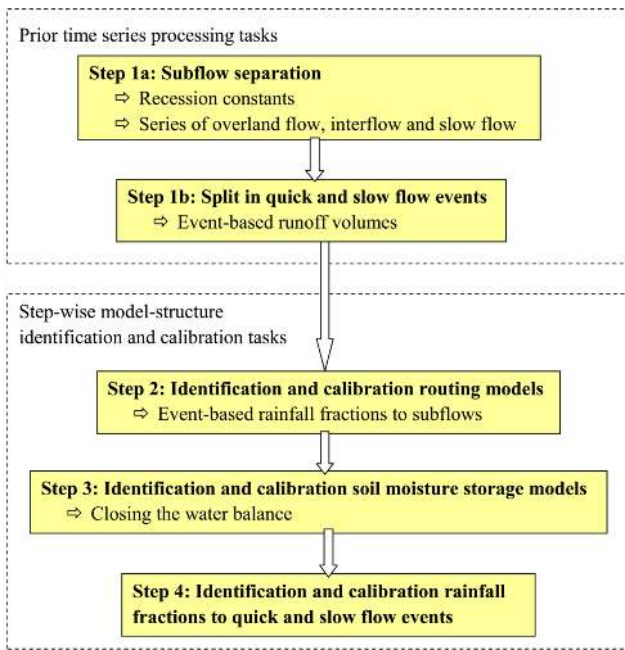 Prior time series processing tasks
Step 1a: Subflow separation
⇨ Recession constants
⇨ Series of overland flow, interflow and slow flow
Step 1b: Split in quick and slow flow events
⇨ Event-based runoff volumes
Step-wise model-structure
identification and calibration tasks
Step 2: Identification and calibration routing models
⇨ Event-based rainfall fractions to subflows
Step 3: Identification and calibration soil moisture storage models
⇨ Closing the water balance
Step 4: Identification and calibration rainfall
fractions to quick and slow flow events